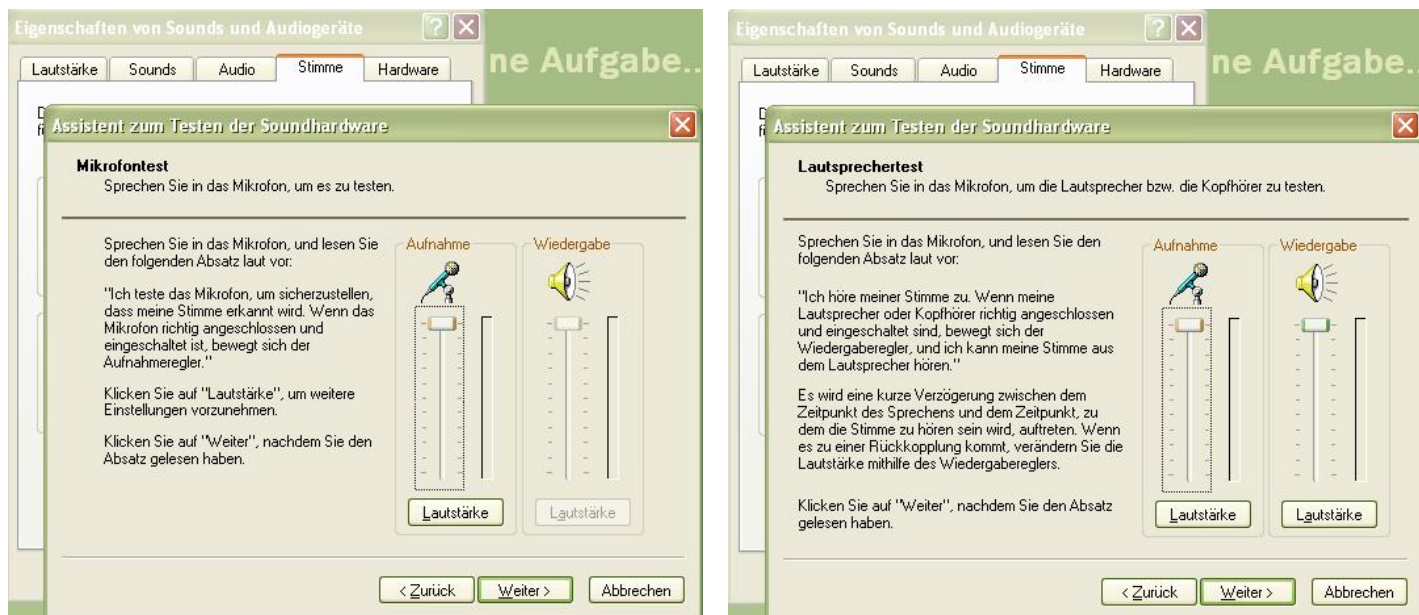 Eigenschaften von Sounds und Audiogeräte
ne Aufgabe..
Lautstärke Sounds Audio Stimme Hardware
D
fi
Assistent zum Testen der Soundhardware
Mikrofontest
Sprechen Sie in das Mikrofon, um es zu testen.
Sprechen Sie in das Mikrofon, und lesen Sie
den folgenden Absatz laut vor:
"Ich teste das Mikrofon, um sicherzustellen,
dass meine Stimme erkannt wird. Wenn das
Mikrofon richtig angeschlossen und
eingeschaltet ist, bewegt sich der
Aufnahmeregler."
Klicken Sie auf "Lautstärke", um weitere
Einstellungen vorzunehmen.
Klicken Sie auf "Weiter", nachdem Sie den
Absatz gelesen haben.
Aufnahme Wiedergabe
Lautstärke Lautstärke
< Zurück Weiter > Abbrechen
Eigenschaften von Sounds und Audiogeräte
ne Aufgabe..
Lautstärke Sounds Audio Stimme Hardware
D
fi
Assistent zum Testen der Soundhardware
Lautsprechertest
Sprechen Sie in das Mikrofon, um die Lautsprecher bzw. die Kopfhörer zu testen.
Sprechen Sie in das Mikrofon, und lesen Sie den
folgenden Absatz laut vor:
"Ich höre meiner Stimme zu. Wenn meine
Lautsprecher oder Kopfhörer richtig angeschlossen
und eingeschaltet sind, bewegt sich der
Wiedergaberegler, und ich kann meine Stimme aus
dem Lautsprecher hören."
Es wird eine kurze Verzögerung zwischen dem
Zeitpunkt des Sprechens und dem Zeitpunkt, zu
dem die Stimme zu hören sein wird, auftreten. Wenn
es zu einer Rückkopplung kommt, verändern Sie die
Lautstärke mithilfe des Wiedergabereglers.
Klicken Sie auf "Weiter", nachdem Sie den Absatz
gelesen haben.
Aufnahme Wiedergabe
Lautstärke Lautstärke
< Zurück Weiter > Abbrechen